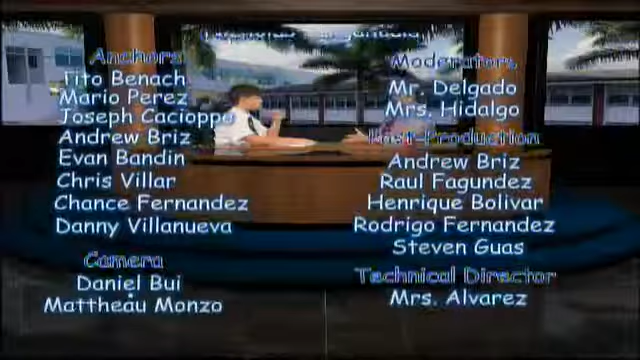 Anchors
Tito Benach
Mario Perez
Joseph Cacioppo
Andrew Briz
Evan Bandin
Chris Villar
Chance Fernandez
Danny Villanueva
Camera
Daniel Bui
Mattheau Monzo
Moderators
Mr. Delgado
Mrs. Hidalgo
Post-Production
Andrew Briz
Raul Fagundez
Henrique Bolivar
Rodrigo Fernandez
Steven Guas
Technical Director
Mrs. Alvarez